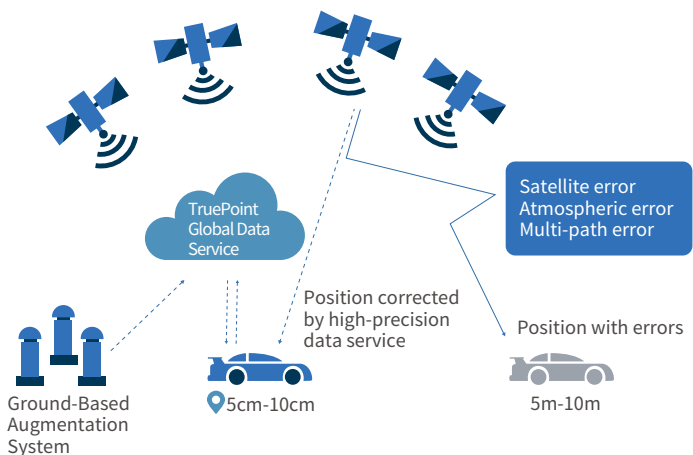 TruePoint
Global Data
Service
Satellite error
Atmospheric error
Multi-path error
Position corrected
by high-precision
data service
Position with errors
Ground-Based
Augmentation
System
5cm-10cm
5m-10m